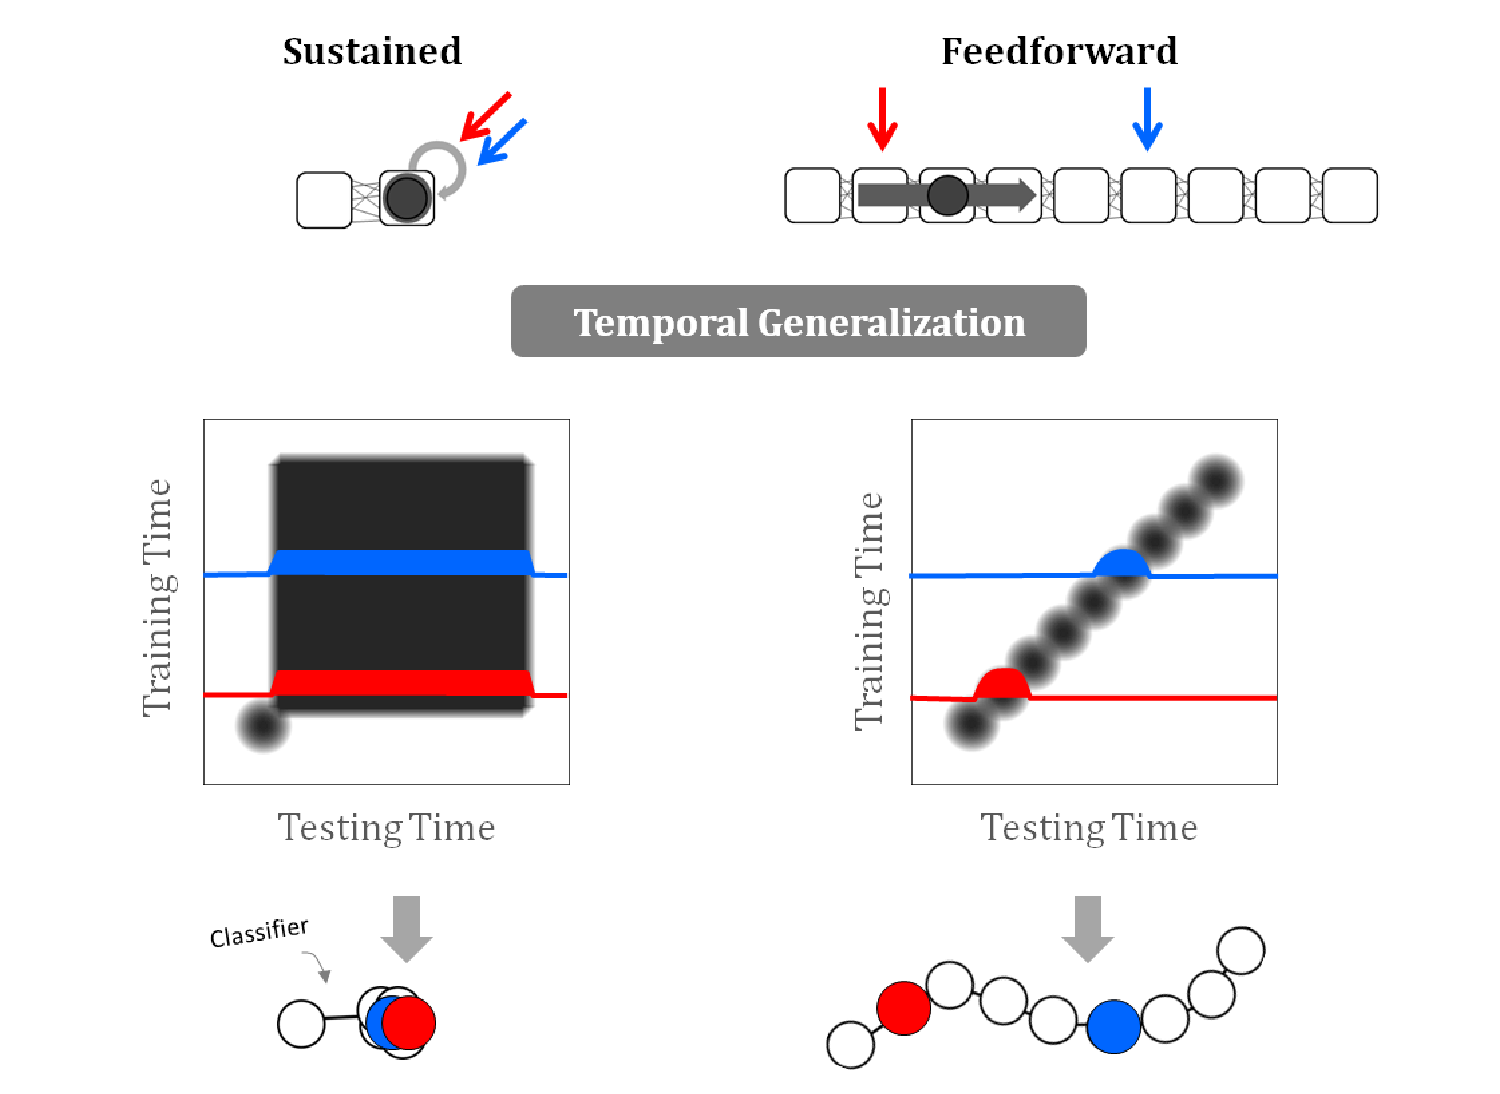 Sustained
Feedforward
Temporal Generalization
Training Time
Training Time
Testing Time
Testing Time
Classifier